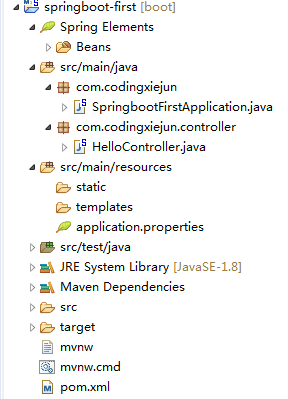 springboot-first [boot]
Spring Elements
Beans
src/main/java
com.codingxiejun
SpringbootFirstApplication.java
com.codingxiejun.controller
HelloController.java
src/main/resources
static
templates
application.properties
src/test/java
JRE System Library [JavaSE-1.8]
Maven Dependencies
src
target
mvnw
mvnw.cmd
pom.xml